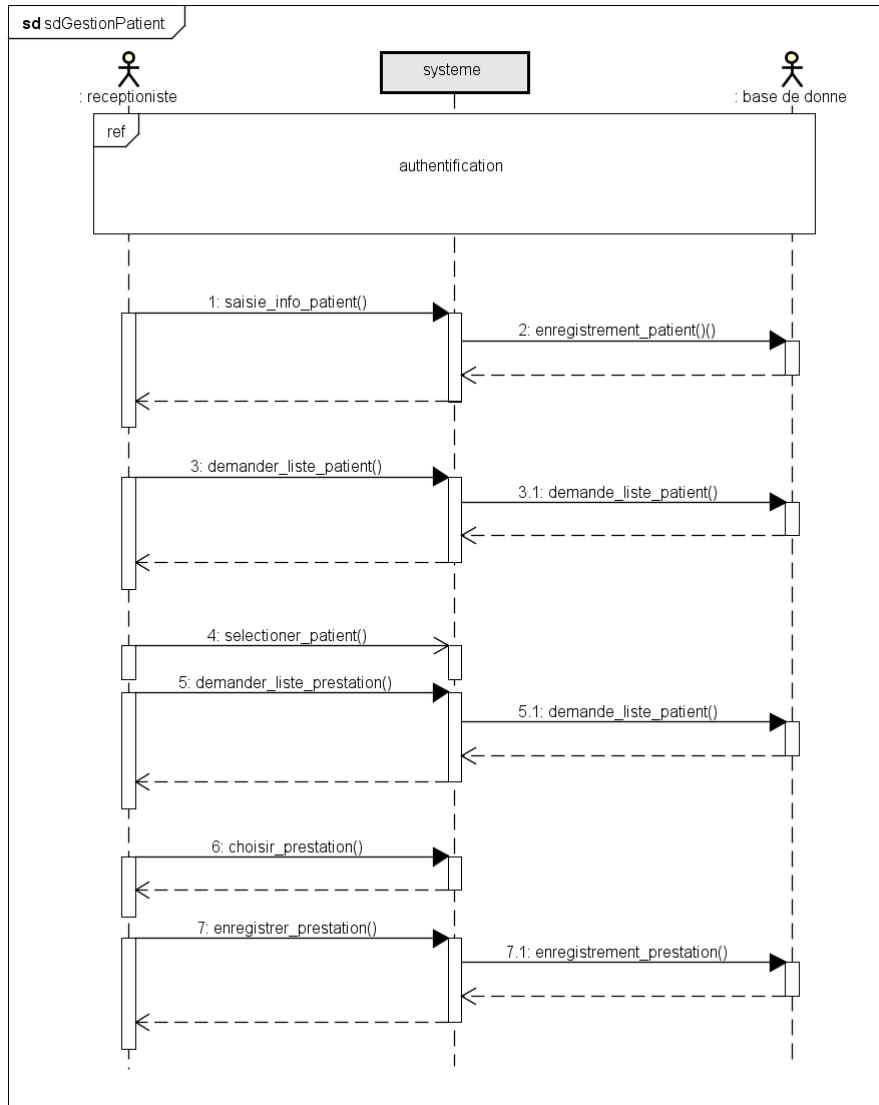 sd sdGestionPatient
: receptioniste
systeme
: base de donne
ref
authentification
1: saisie_info_patient()
2: enregistrement_patient()()
3: demander_liste_patient()
3.1: demande_liste_patient()
4: selectioner_patient()
5: demander_liste_prestation()
5.1: demande_liste_patient()
6: choisir_prestation()
7: enregistrer_prestation()
7.1: enregistrement_prestation()